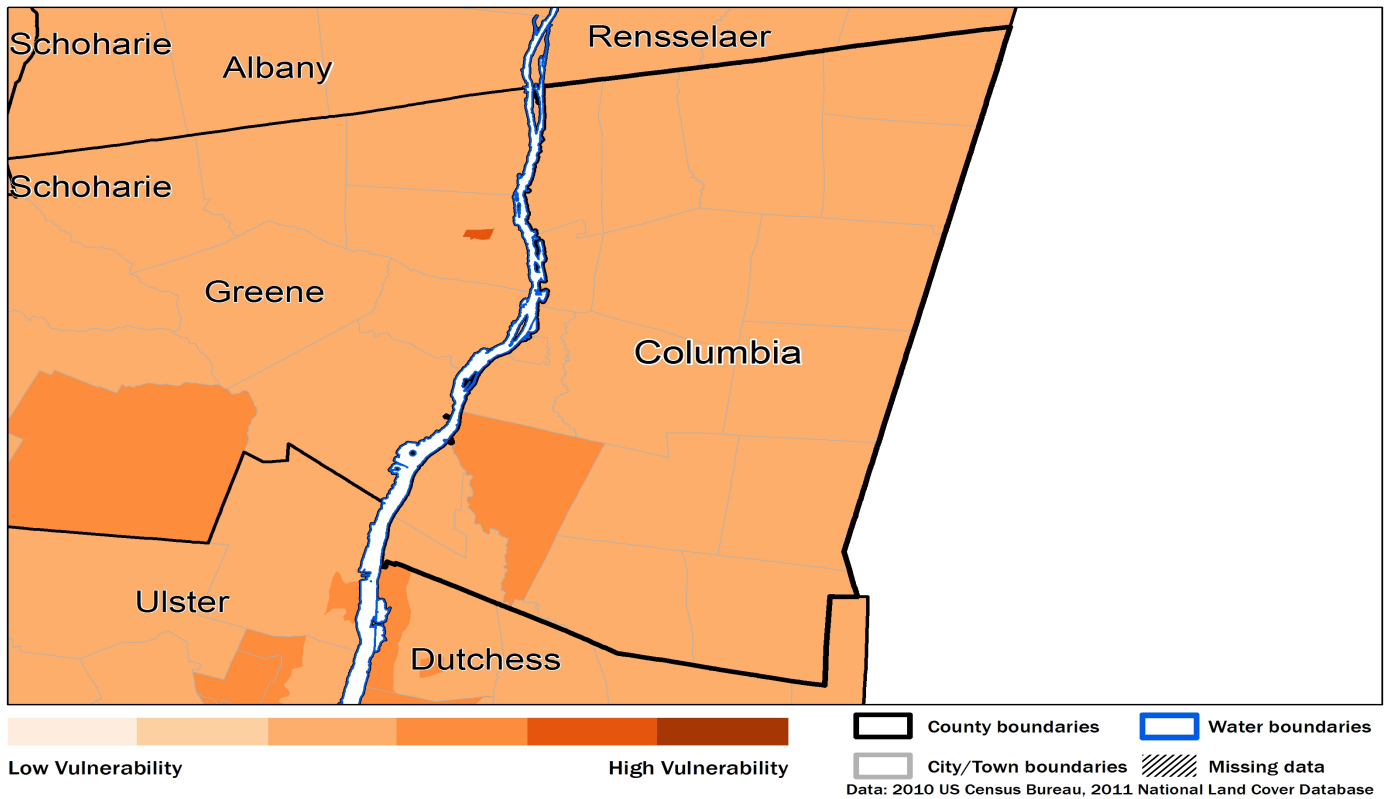 Schoharie
Albany
Rensselaer
Schoharie
Greene
Columbia
Ulster
Dutchess
Low Vulnerability
High Vulnerability
County boundaries
Water boundaries
City/Town boundaries
Missing data
Data: 2010 US Census Bureau, 2011 National Land Cover Database